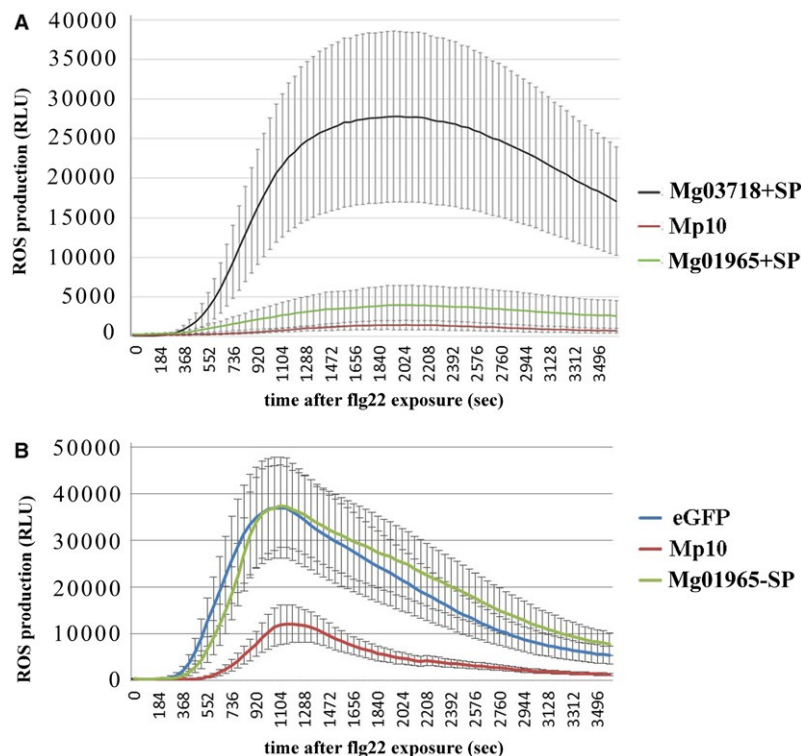 A
40000
35000
30000
25000
20000
15000
10000
5000
0
ROS production (RLU)
0 184 368 552 736 920 1104 1288 1472 1656 1840 2024 2208 2392 2576 2760 2944 3128 3312 3496
time after flg22 exposure (sec)
Mg03718+SP
Mp10
Mg01965+SP
B
50000
40000
30000
20000
10000
0
ROS production (RLU)
0 184 368 552 736 920 1104 1288 1472 1656 1840 2024 2208 2392 2576 2760 2944 3128 3312 3496
time after flg22 exposure (sec)
eGFP
Mp10
Mg01965-SP